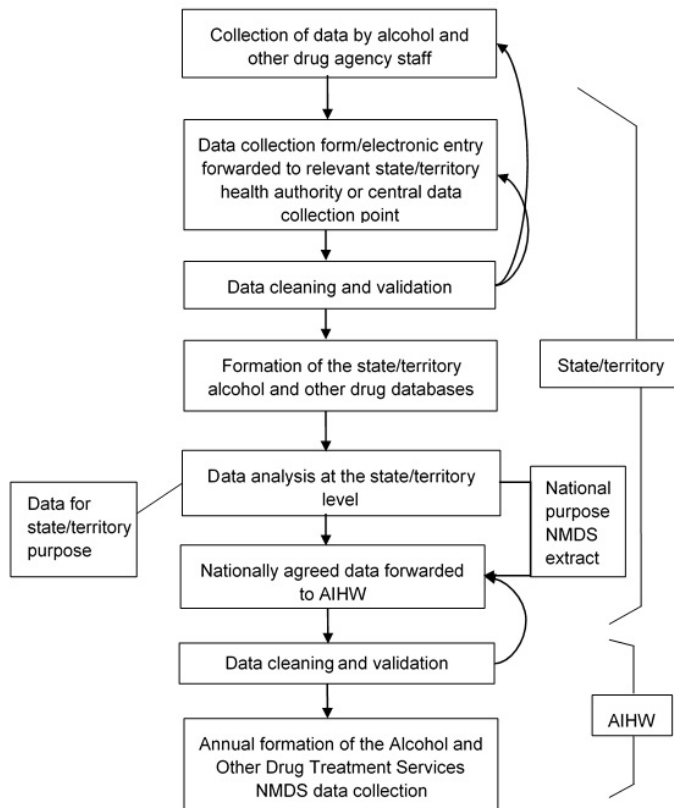 Collection of data by alcohol and
other drug agency staff
Data collection form/electronic entry
forwarded to relevant state/territory
health authority or central data
collection point
Data cleaning and validation
Formation of the state/territory
alcohol and other drug databases
State/territory
Data analysis at the state/territory
level
Data for
state/territory
purpose
National
purpose
NMDS
extract
Nationally agreed data forwarded
to AIHW
Data cleaning and validation
AIHW
Annual formation of the Alcohol and
Other Drug Treatment Services
NMDS data collection